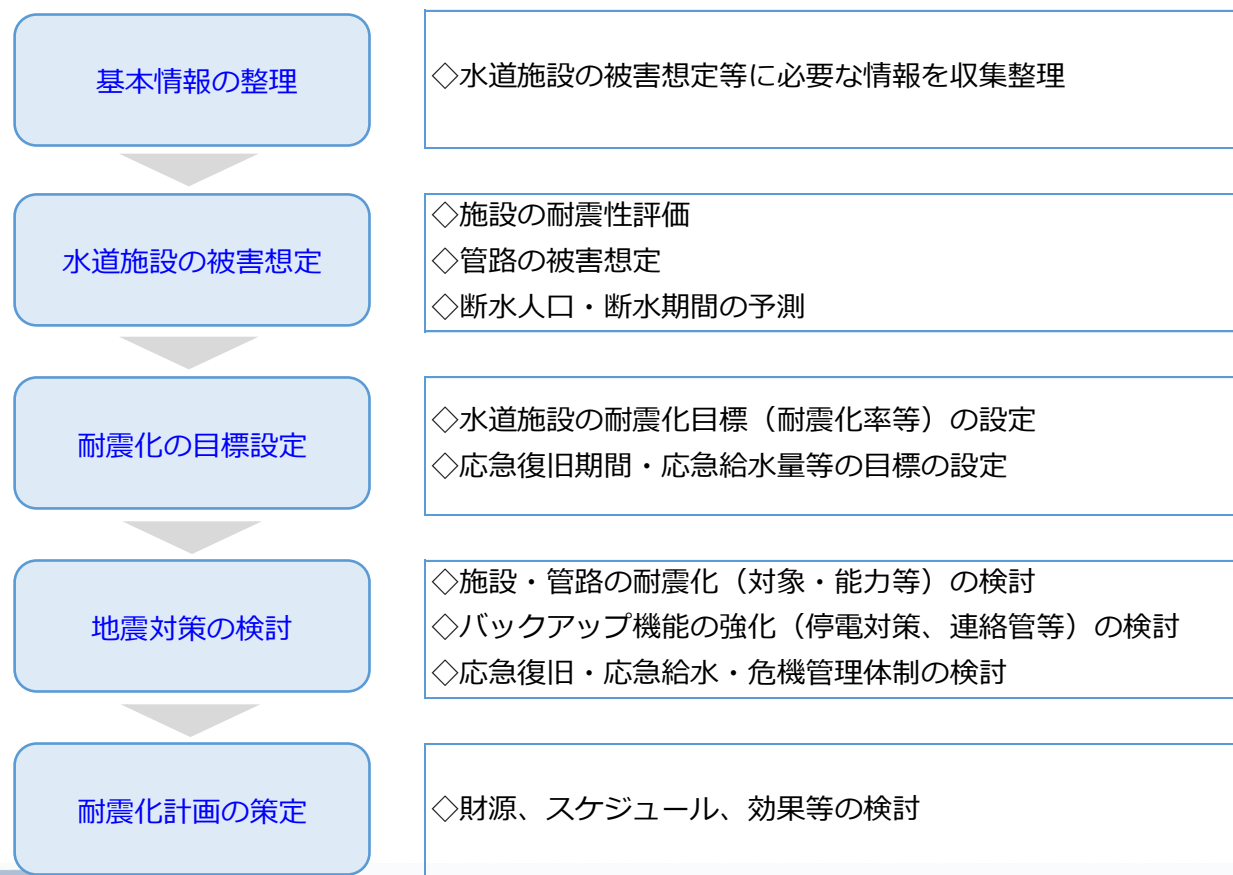 基本情報の整理
◇水道施設の被害想定等に必要な情報を収集整理
水道施設の被害想定
◇施設の耐震性評価
◇管路の被害想定
◇断水人口・断水期間の予測
耐震化の目標設定
◇水道施設の耐震化目標（耐震化率等）の設定
◇応急復旧期間・応急給水量等の目標の設定
地震対策の検討
◇施設・管路の耐震化（対象・能力等）の検討
◇バックアップ機能の強化（停電対策、連絡管等）の検討
◇応急復旧・応急給水・危機管理体制の検討
耐震化計画の策定
◇財源、スケジュール、効果等の検討